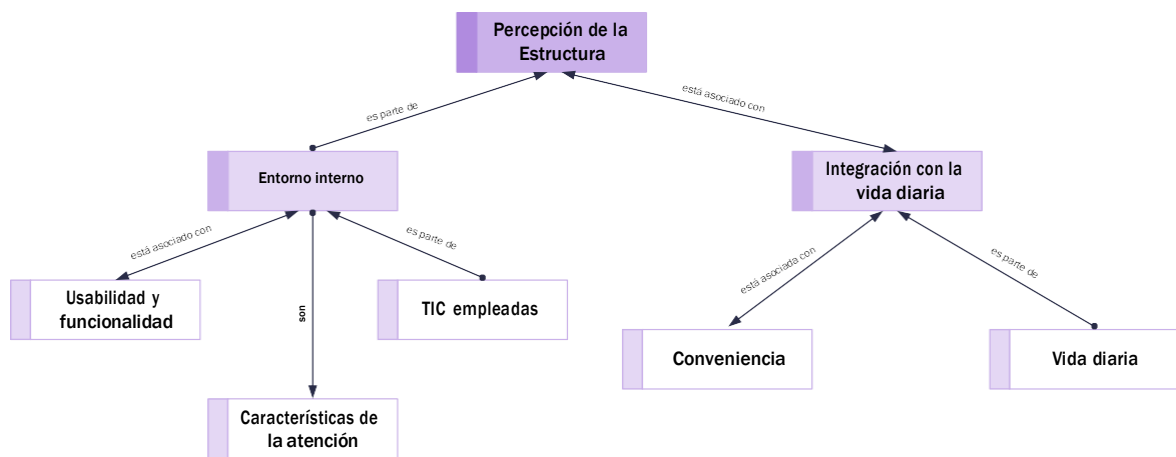 Percepción de la
Estructura
es parte de
está asociado con
Entorno interno
Integración con la
vida diaria
está asociado con
es parte de
son
está asociada con
es parte de
Usabilidad y
funcionalidad
TIC empleadas
Conveniencia
Vida diaria
Características de
la atención